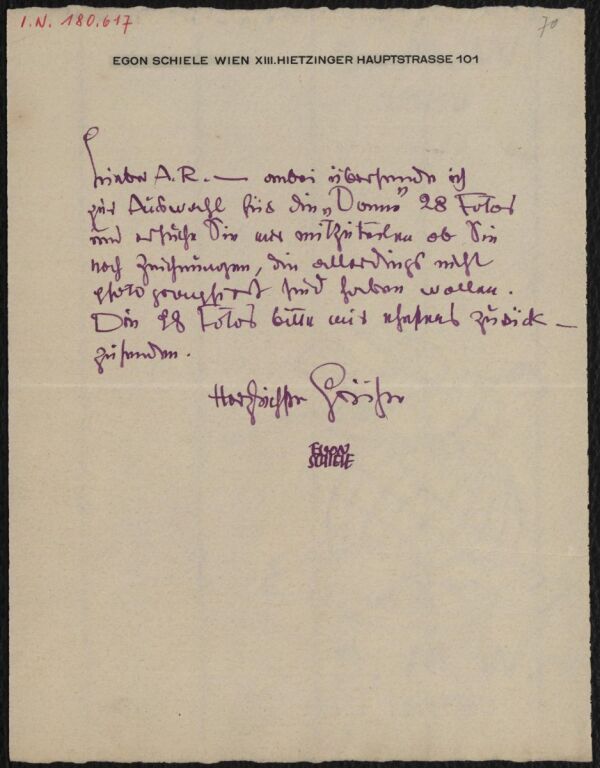 I.N. 180.617
70
EGON SCHIELE WIEN XIII. HIETZINGER HAUPTSTRASSE 101
Lieber A.R. — anbei übersende ich
zur Auswahl für die „Donau" 28 Fotos
und ersuche Sie mir mitzuteilen ob Sie
noch Zeichnungen, die allerdings nicht
photographiert sind haben wollen.
Die 28 Fotos bitte mir ehestens zurück –
zusenden.
Herzlichste Grüße
EGON
SCHIELE